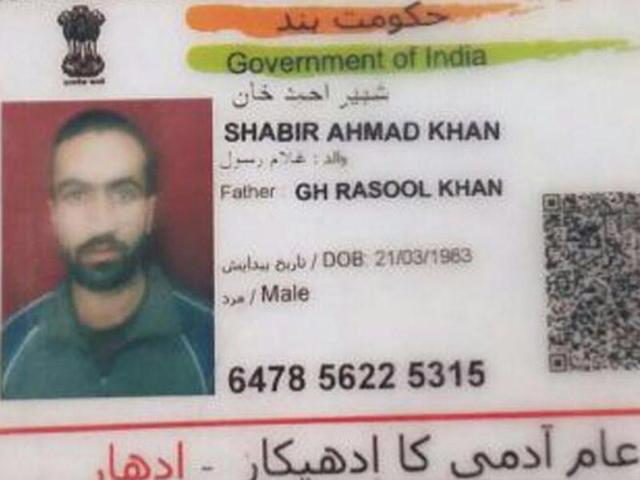 حکومت ہند
Government of India
شبیر احمد خان
SHABIR AHMAD KHAN
والد : غلام رسول
Father : GH RASOOL KHAN
تاریخ پیدایش / DOB: 21/03/1983
مرد / Male
6478 5622 5315
عام آدمی کا ادھیکار - ادھار